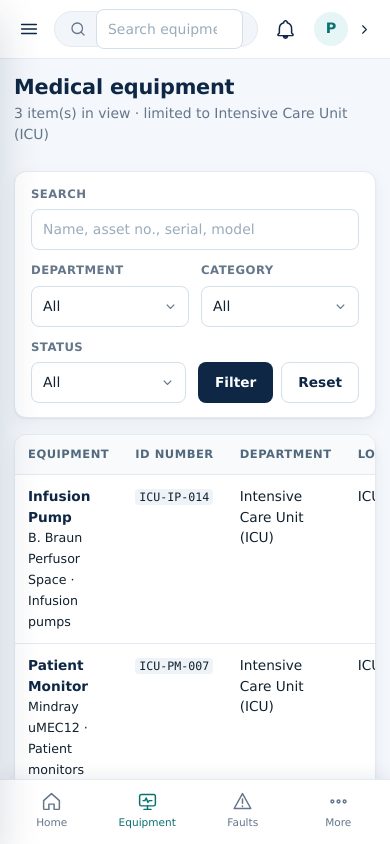 Search equipme
P
Medical equipment
3 item(s) in view · limited to Intensive Care Unit
(ICU)
SEARCH
Name, asset no., serial, model
DEPARTMENT CATEGORY
All All
STATUS
All Filter Reset
EQUIPMENT ID NUMBER DEPARTMENT LO
Infusion ICU-IP-014 Intensive ICU
Pump Care Unit
B. Braun (ICU)
Perfusor
Space ·
Infusion
pumps
Patient ICU-PM-007 Intensive ICU
Monitor Care Unit
Mindray (ICU)
uMEC12 ·
Patient
monitors
Home Equipment Faults More